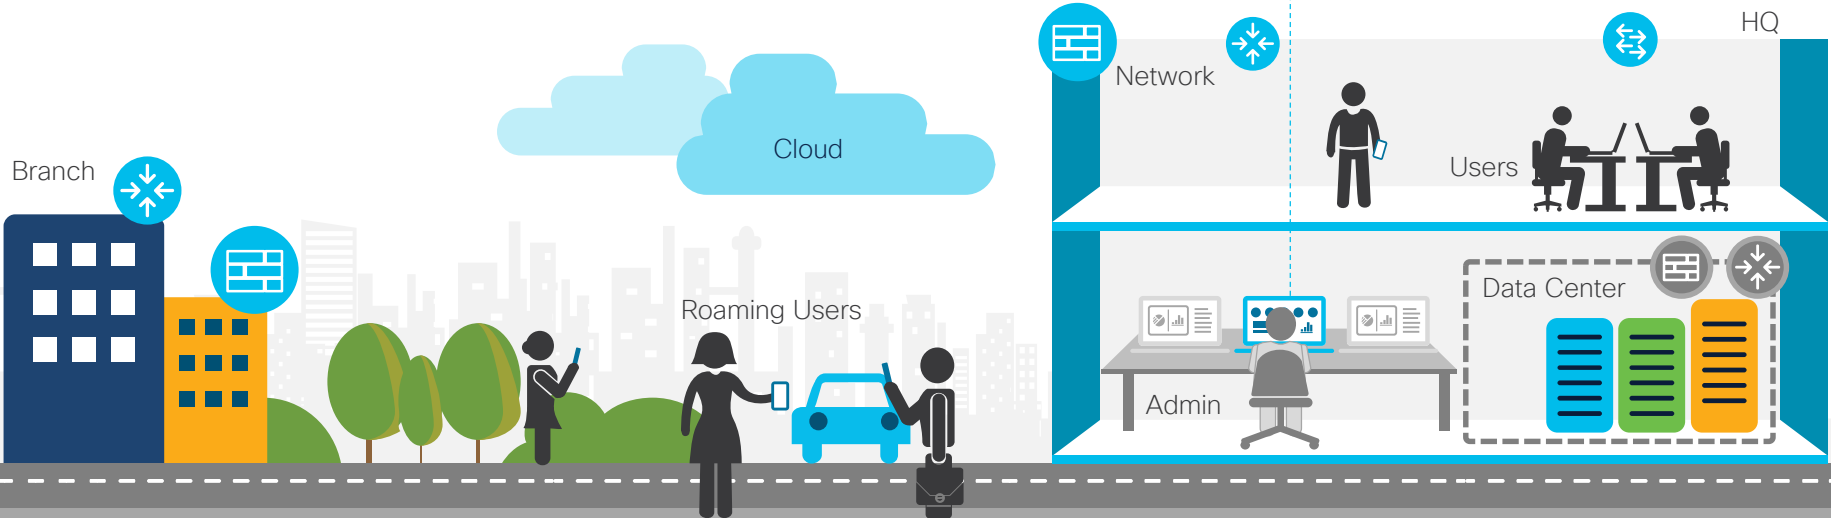 HQ
Network
Cloud
Branch
Users
Data Center
Roaming Users
Admin